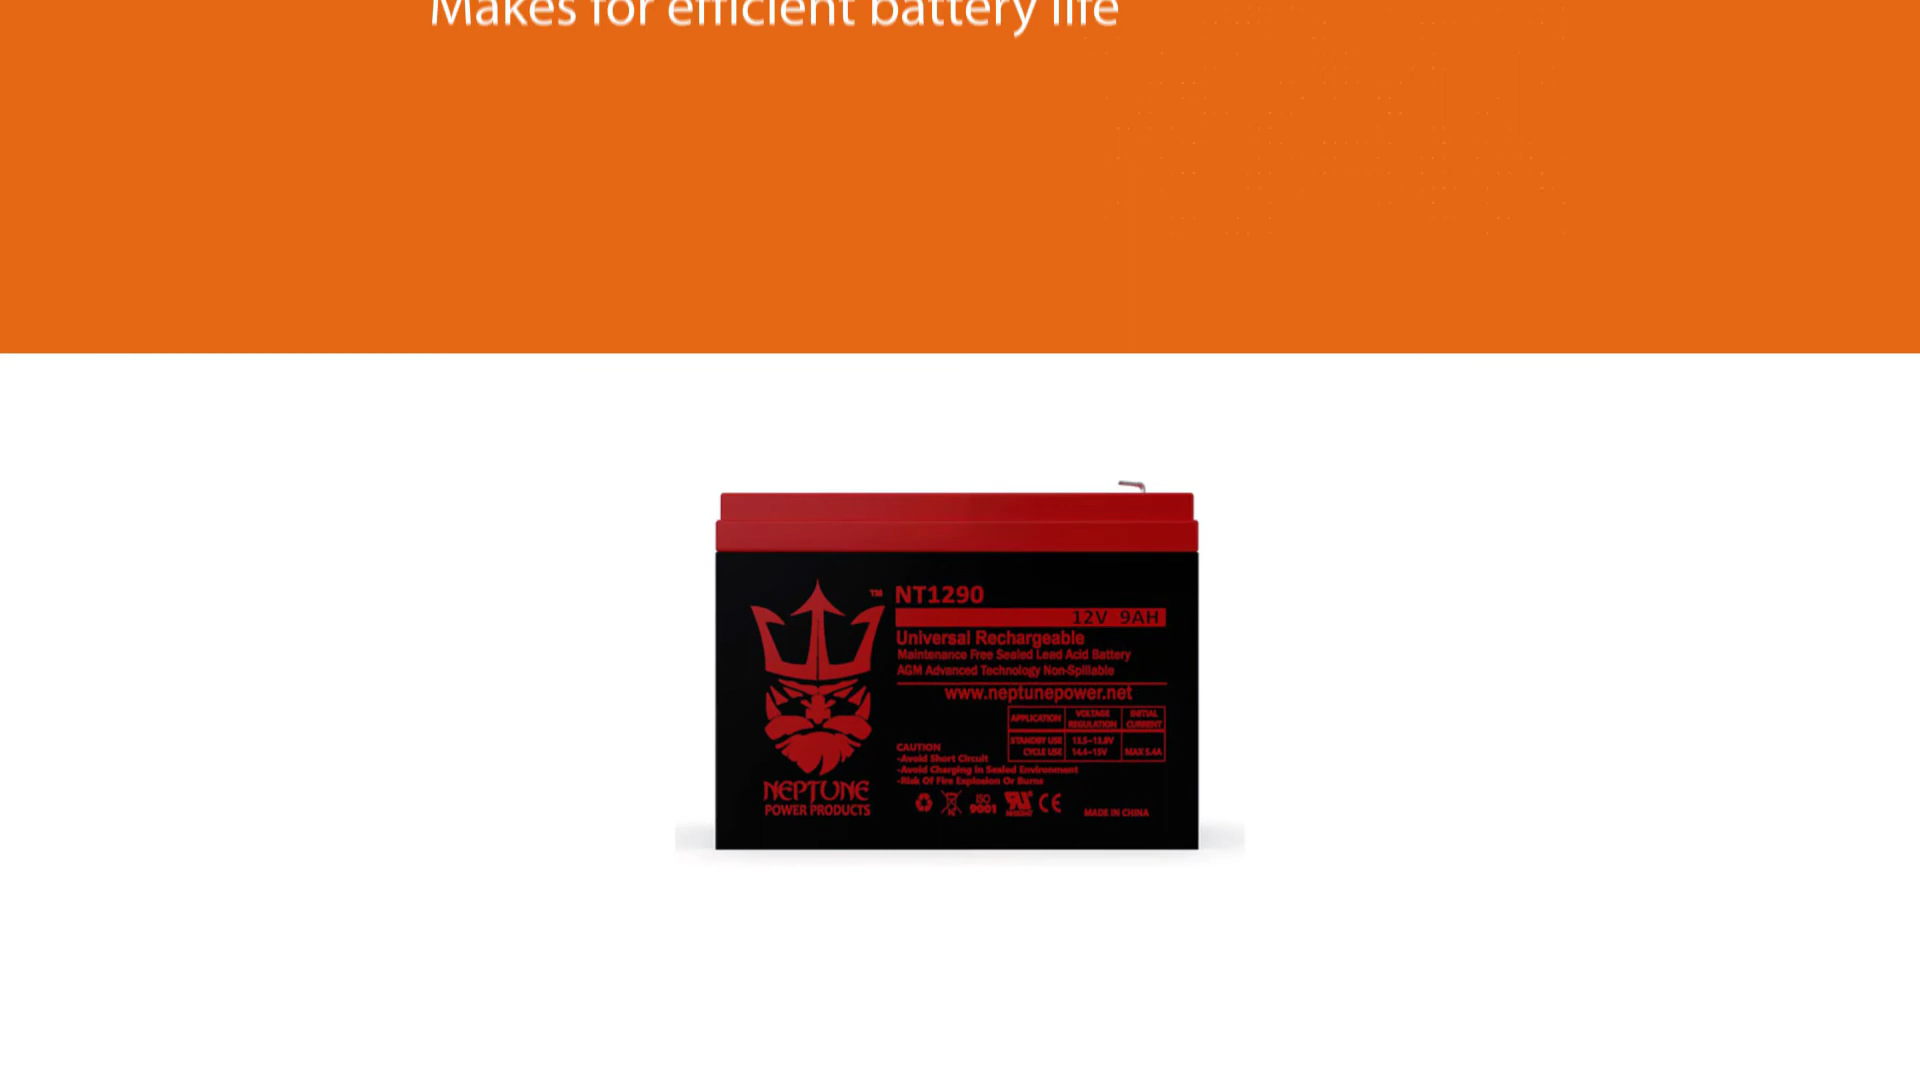 Makes for efficient battery life
™ NT1290
12V 9AH
Universal Rechargeable
Maintenance Free Sealed Lead Acid Battery
AGM Advanced Technology Non-Spillable
www.neptunepower.net
APPLICATION VOLTAGE REGULATION INITIAL CURRENT
STANDBY USE 13.5~13.8V
CYCLE USE 14.4~15V MAX 5.4A
CAUTION
-Avoid Short Circuit
-Avoid Charging In Sealed Environment
-Risk Of Fire Explosion Or Burns
NEPTUNE
POWER PRODUCTS
ISO
9001
CE
MADE IN CHINA